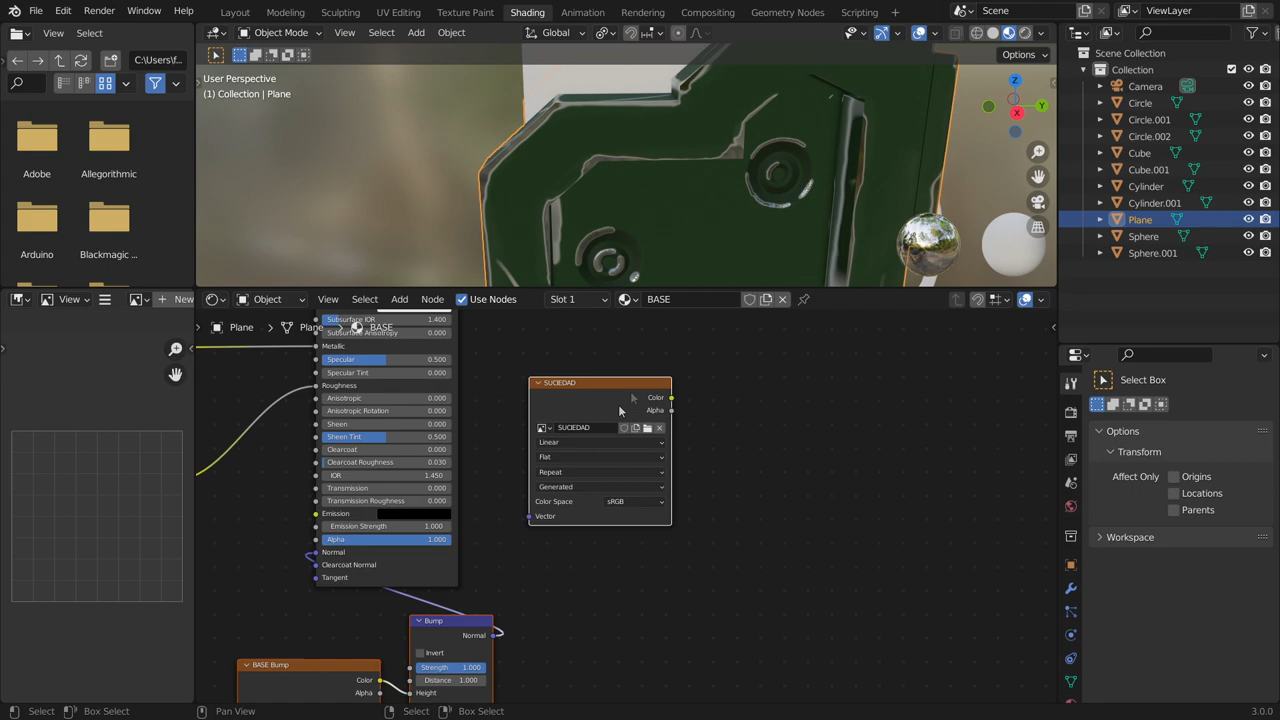 File Edit Render Window Help Layout Modeling Sculpting UV Editing Texture Paint Shading Animation Rendering Compositing Geometry Nodes Scripting Scene ViewLayer
View Select Object Mode View Select Add Object Global Options
C:\Users\f...
User Perspective
(1) Collection | Plane
Z
Y
X
Adobe Allegorithmic
Arduino Blackmagic ...
Scene Collection
Collection
Camera
Circle
Circle.001
Circle.002
Cube
Cube.001
Cylinder
Cylinder.001
Plane
Sphere
Sphere.001
View New Object View Select Add Node Use Nodes Slot 1 BASE
Plane Plane BASE
Subsurface IOR 1.400
Subsurface Anisotropy 0.000
Metallic
Specular 0.500
Specular Tint 0.000
Roughness
Anisotropic 0.000
Anisotropic Rotation 0.000
Sheen 0.000
Sheen Tint 0.500
Clearcoat 0.000
Clearcoat Roughness 0.030
IOR 1.450
Transmission 0.000
Transmission Roughness 0.000
Emission
Emission Strength 1.000
Alpha 1.000
Normal
Clearcoat Normal
Tangent
SUCIEDAD
Color
Alpha
SUCIEDAD
Linear
Flat
Repeat
Generated
Color Space sRGB
Vector
Bump
Normal
Invert
Strength 1.000
Distance 1.000
Height
BASE Bump
Color
Alpha
Select Box
Options
Transform
Affect Only Origins
Locations
Parents
Workspace
Select Box Select Pan View Select Box Select 3.0.0